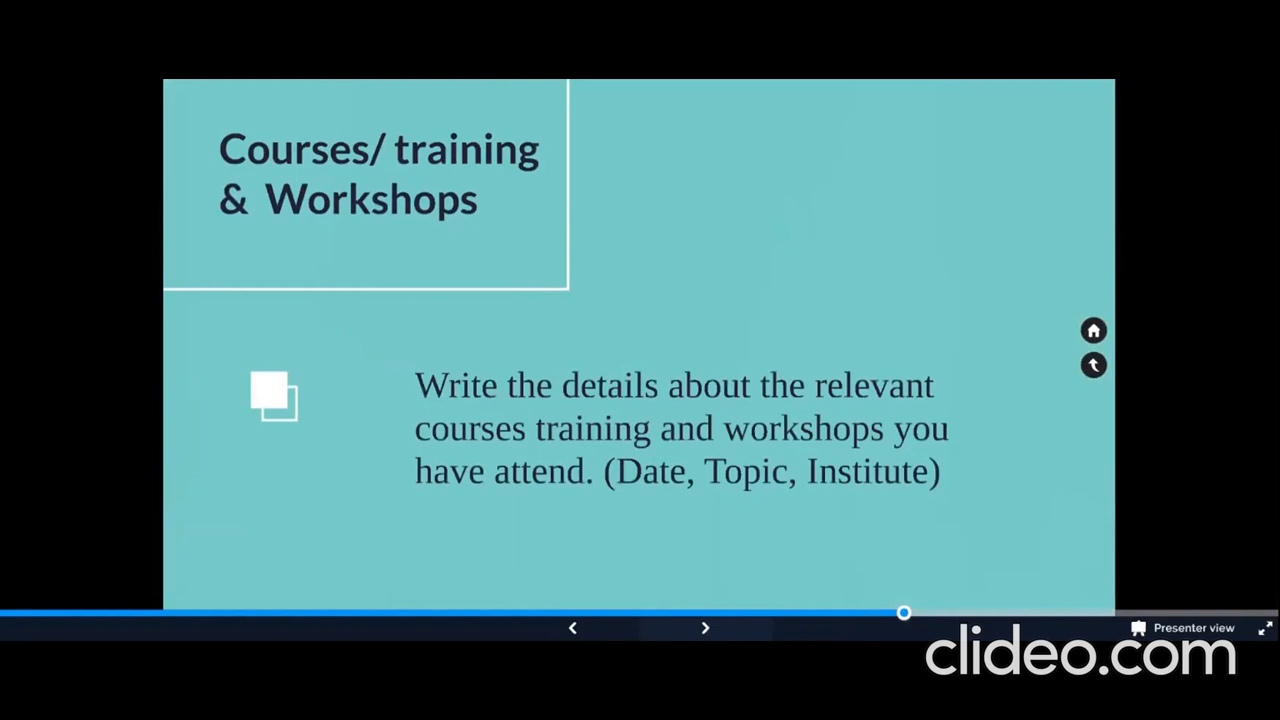 Courses/ training
& Workshops
Write the details about the relevant
courses training and workshops you
have attend. (Date, Topic, Institute)
Presenter view
clideo.com